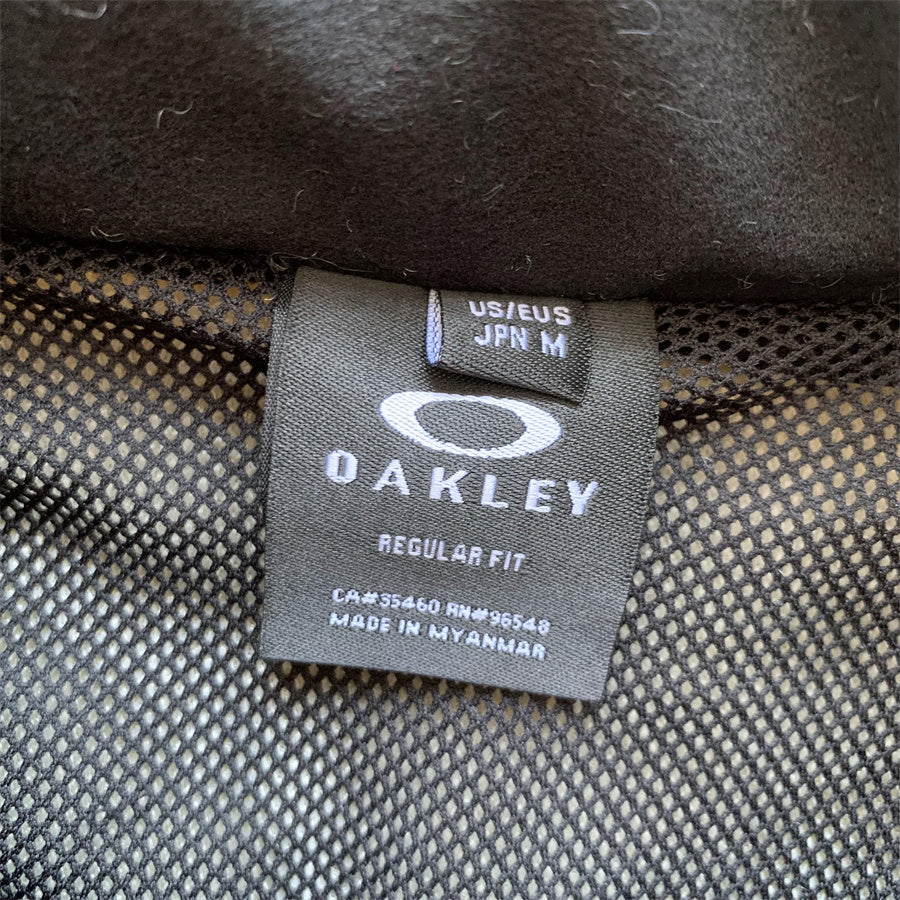 US/EUS
JPN M
OAKLEY
REGULAR FIT
CA#35460 RN#96548
MADE IN MYANMAR